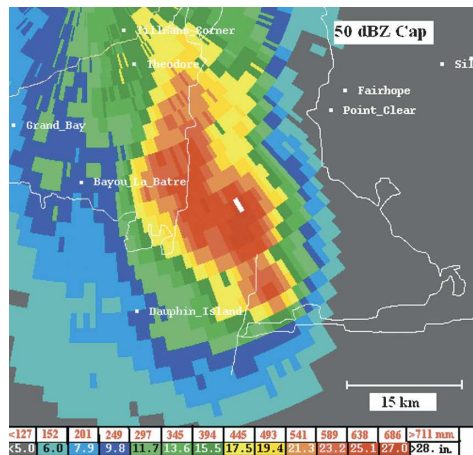 50 dBZ Cap
Tillmans_Corner
Theodore
Sil
Fairhope
Point_Clear
Grand_Bay
Bayou_La_Batre
Dauphin_Island
15 km
<127 152 201 249 297 345 394 445 493 541 589 638 686 >711 mm.
<5.0 6.0 7.9 9.8 11.7 13.6 15.5 17.5 19.4 21.3 23.2 25.1 27.0 >28. in.